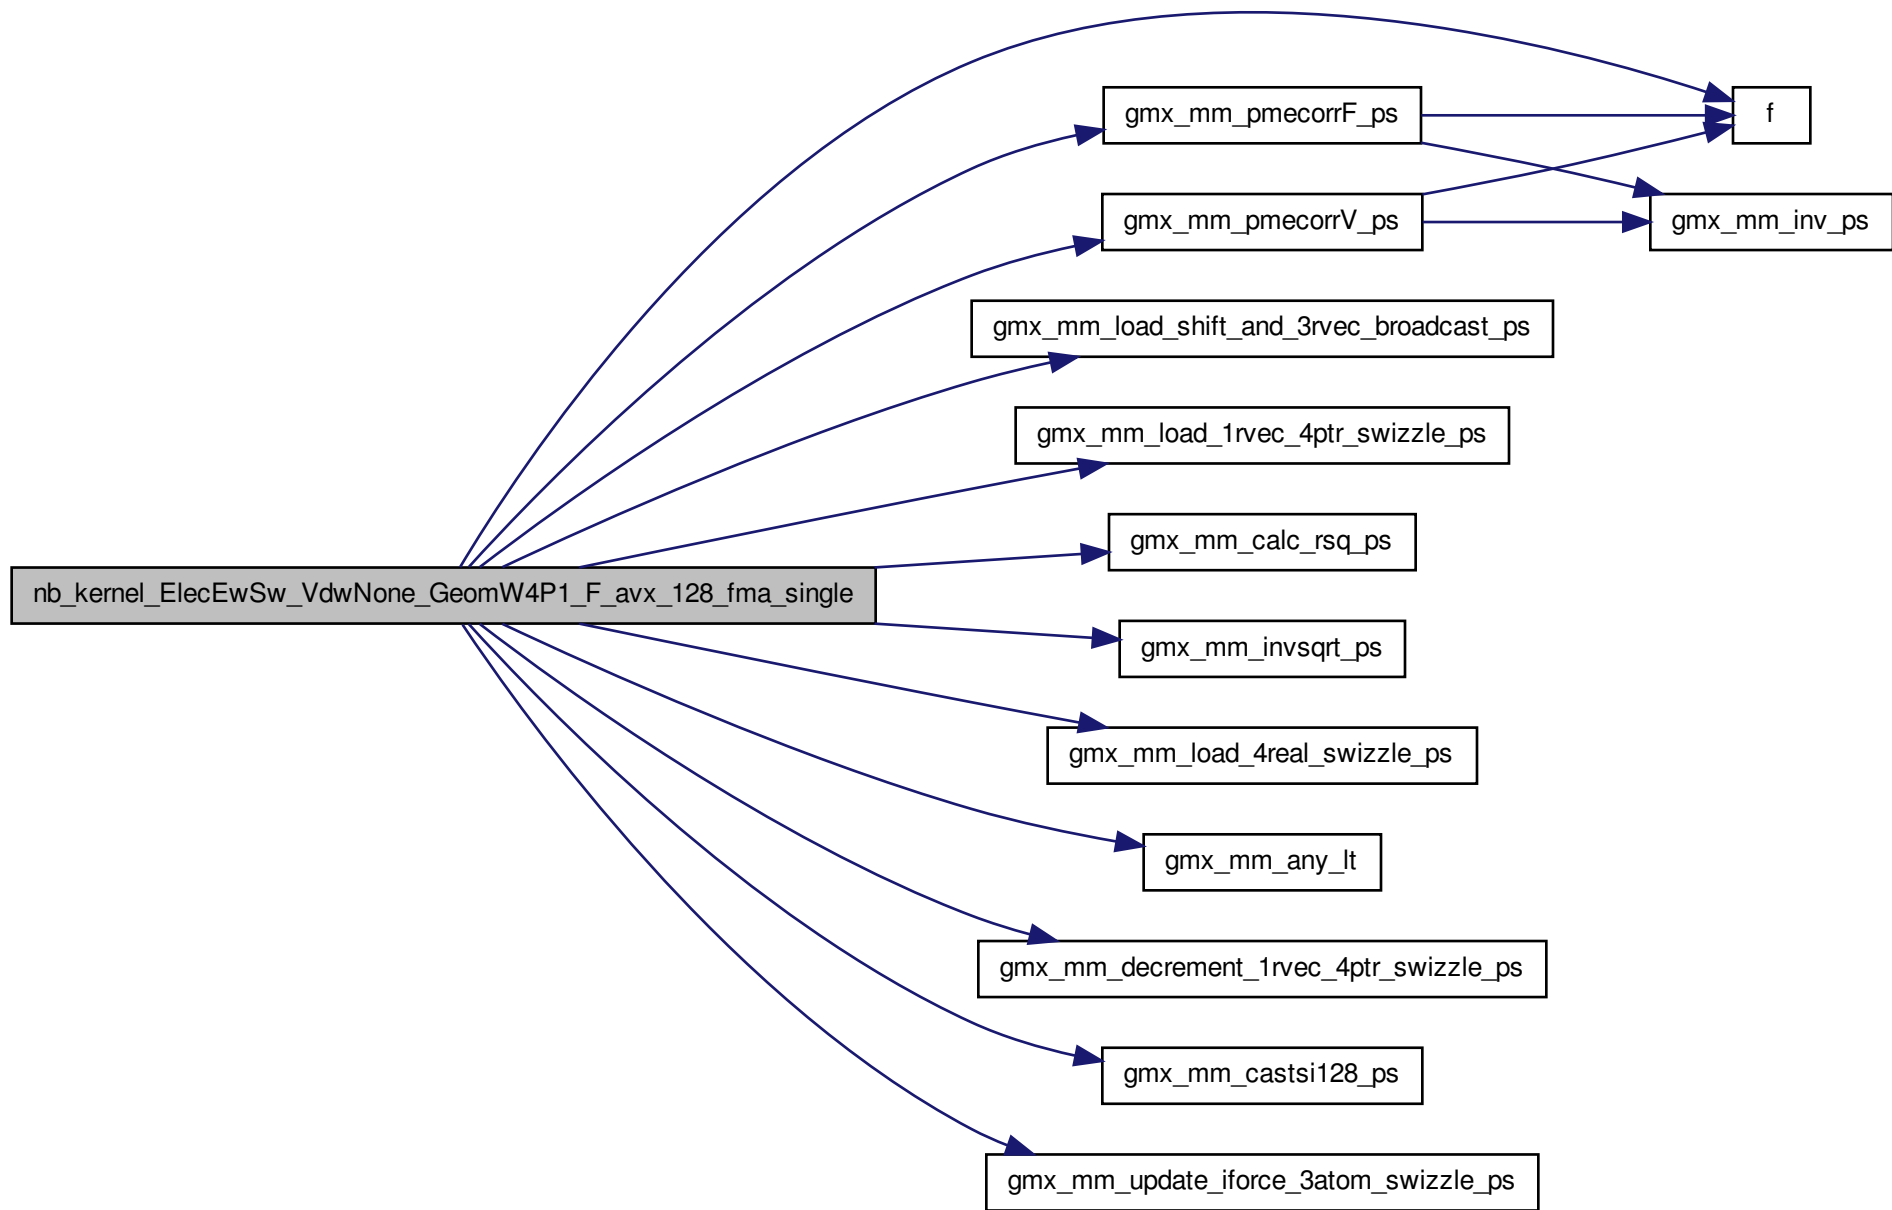 gmx_mm_pmecorrF_ps
f
gmx_mm_pmecorrV_ps
gmx_mm_inv_ps
gmx_mm_load_shift_and_3rvec_broadcast_ps
gmx_mm_load_1rvec_4ptr_swizzle_ps
gmx_mm_calc_rsq_ps
nb_kernel_ElecEwSw_VdwNone_GeomW4P1_F_avx_128_fma_single
gmx_mm_invsqrt_ps
gmx_mm_load_4real_swizzle_ps
gmx_mm_any_lt
gmx_mm_decrement_1rvec_4ptr_swizzle_ps
gmx_mm_castsi128_ps
gmx_mm_update_iforce_3atom_swizzle_ps